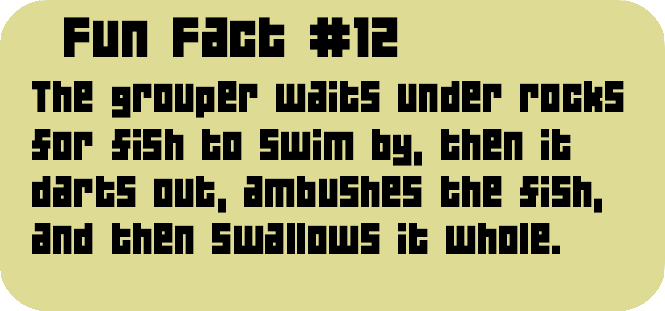 Fun Fact #12
The grouper waits under rocks
for fish to swim by, then it
darts out, ambushes the fish,
and then swallows it whole.